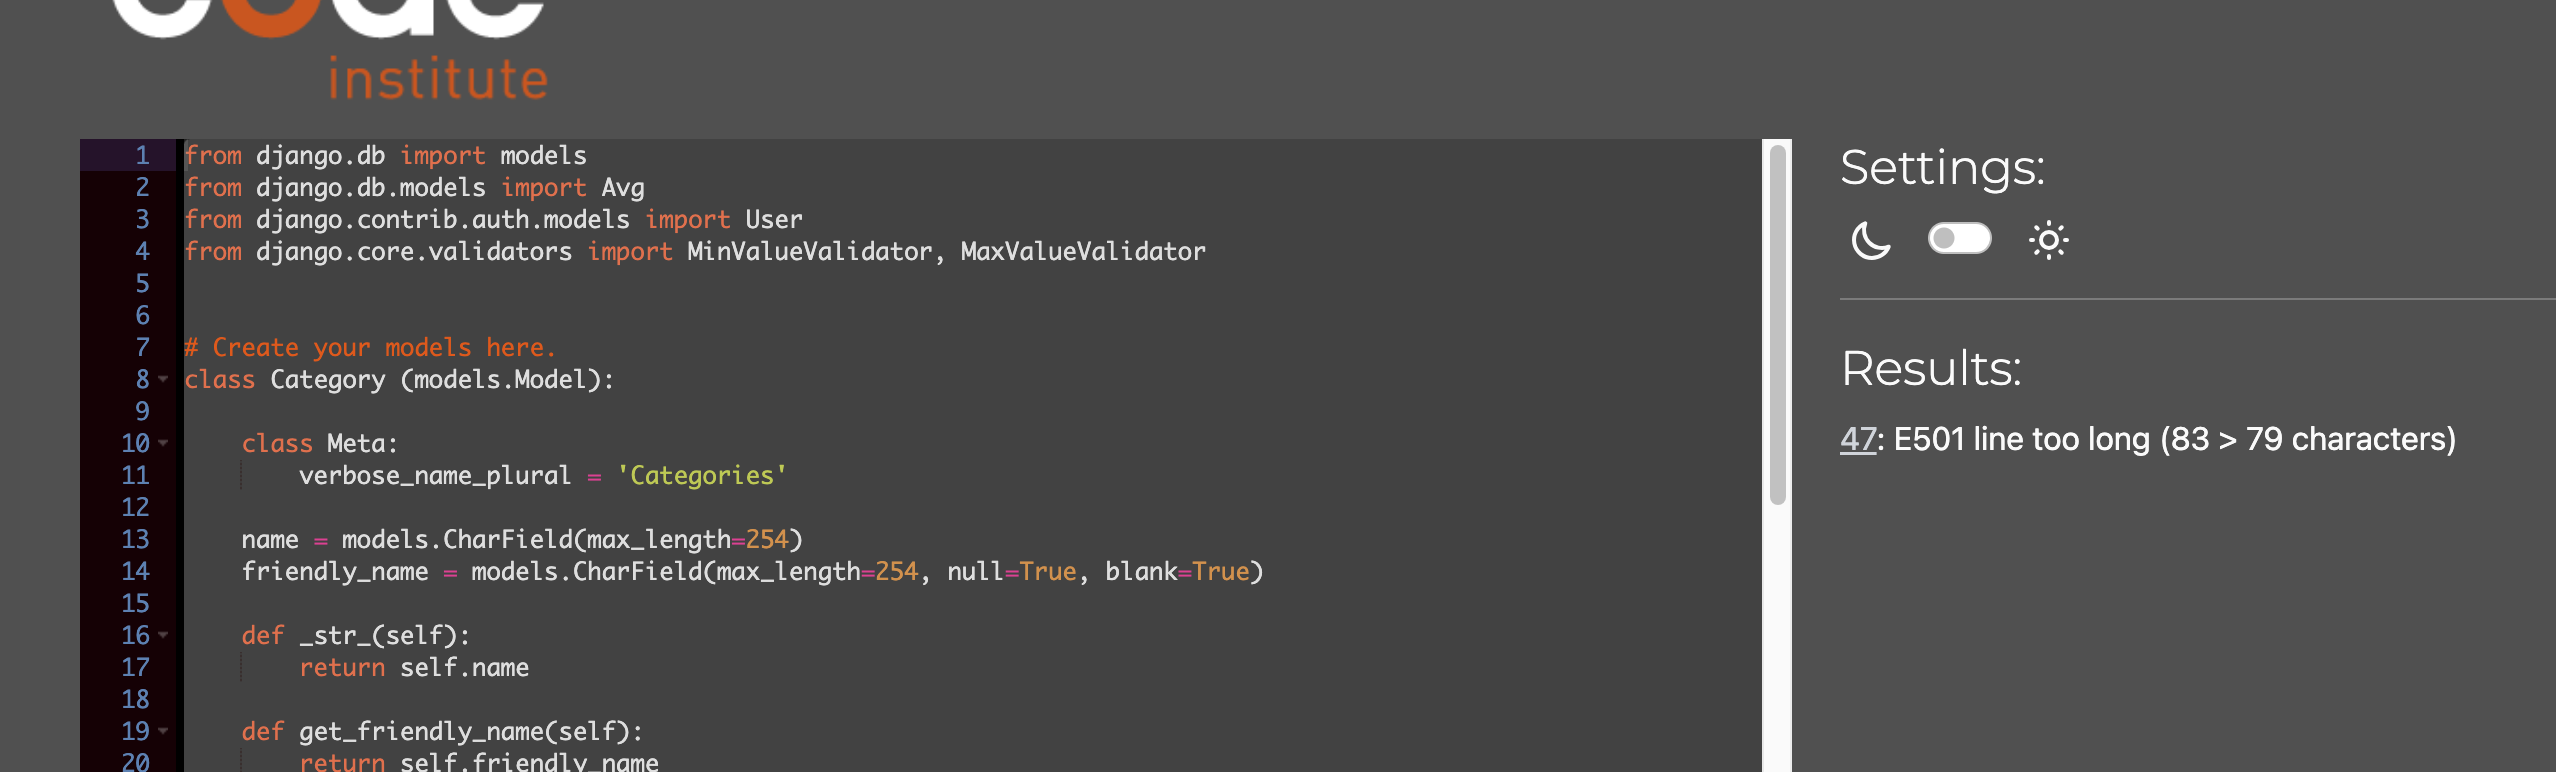 institute
1 from django.db import models
2 from django.db.models import Avg
3 from django.contrib.auth.models import User
4 from django.core.validators import MinValueValidator, MaxValueValidator
5
6
7 # Create your models here.
8 class Category (models.Model):
9
10     class Meta:
11         verbose_name_plural = 'Categories'
12
13     name = models.CharField(max_length=254)
14     friendly_name = models.CharField(max_length=254, null=True, blank=True)
15
16     def _str_(self):
17         return self.name
18
19     def get_friendly_name(self):
20         return self.friendly_name
Settings:
Results:
47: E501 line too long (83 > 79 characters)